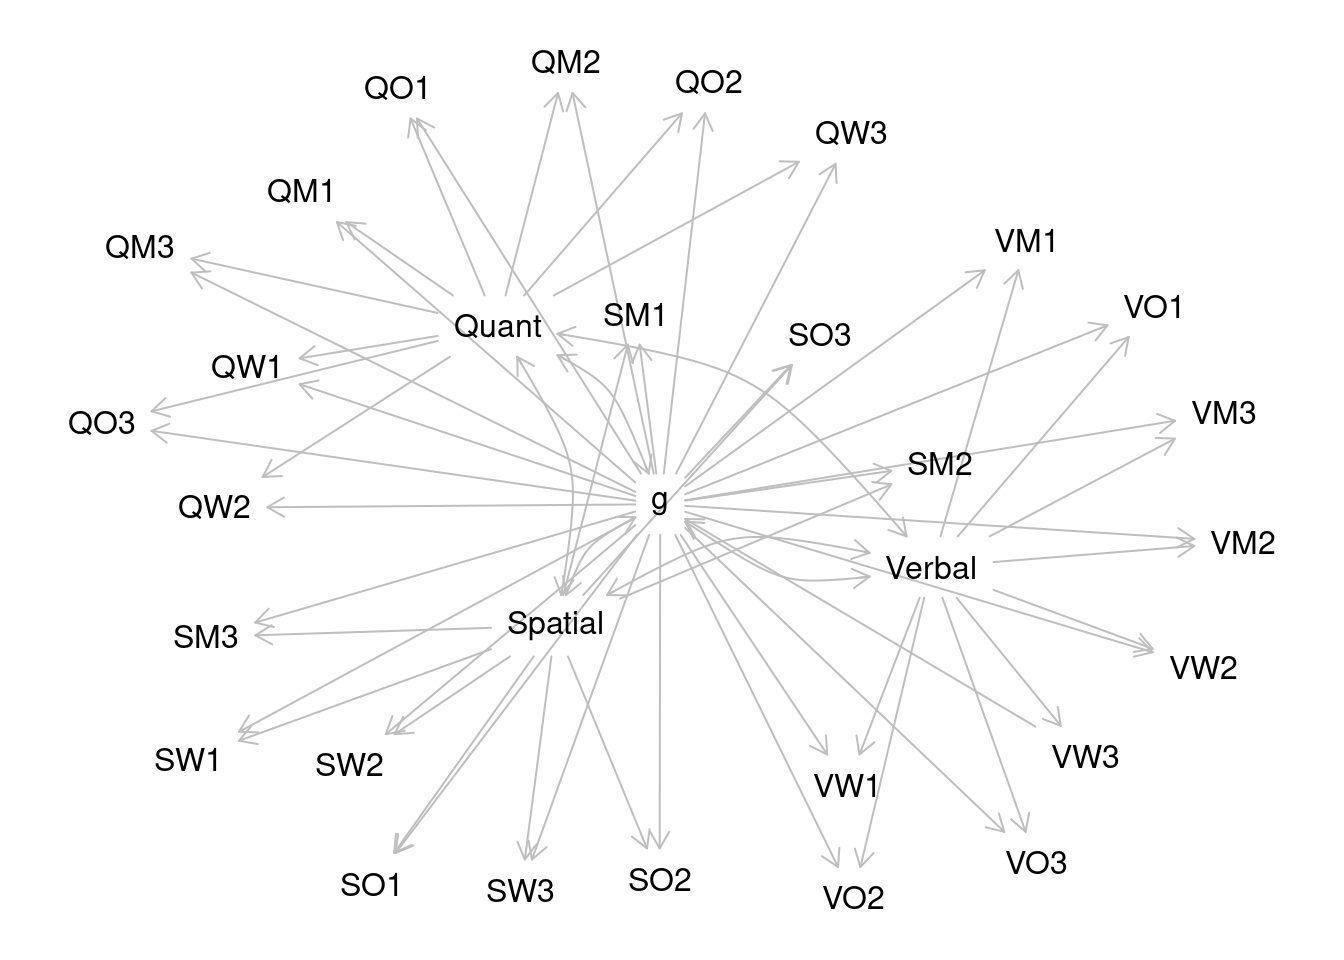 QM2
QO1
QO2
QW3
QM1
VM1
QM3
VO1
SM1
Quant
SO3
QW1
VM3
QO3
SM2
g
QW2
VM2
Verbal
Spatial
SM3
VW2
VW3
SW1
SW2
VW1
VO3
SO2
SO1
SW3
VO2